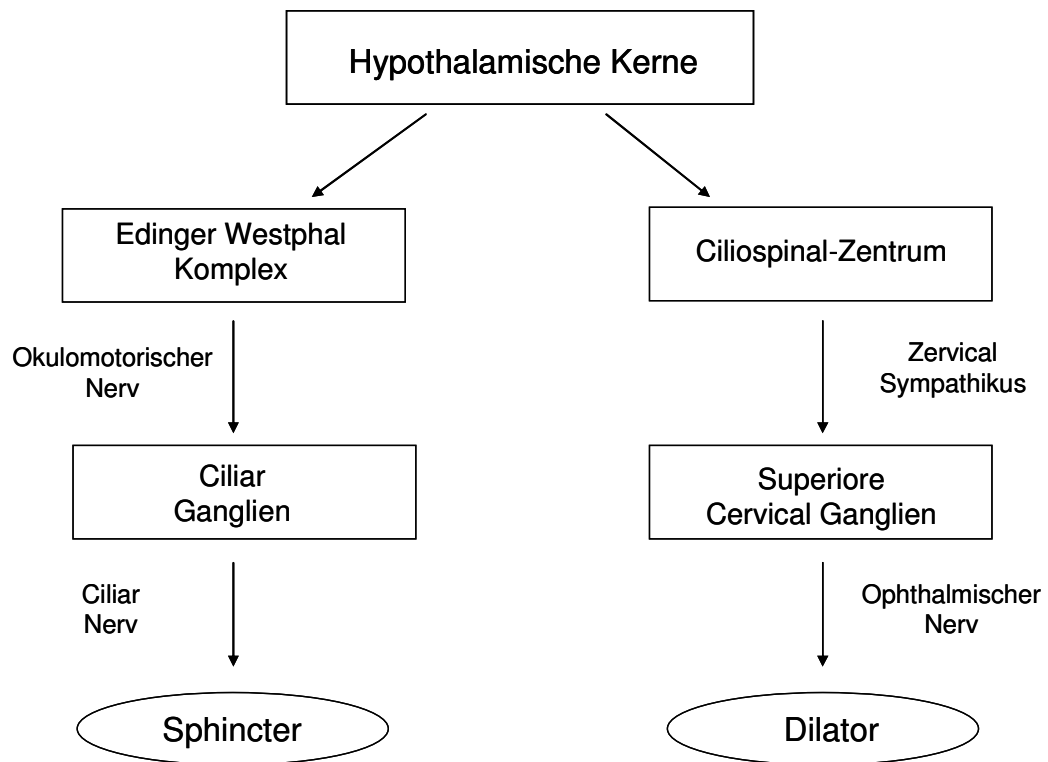 Hypothalamische Kerne
Edinger Westphal
Komplex
Ciliospinal-Zentrum
Okulomotorischer
Nerv
Zervical
Sympathikus
Ciliar
Ganglien
Superiore
Cervical Ganglien
Ciliar
Nerv
Ophthalmischer
Nerv
Sphincter
Dilator